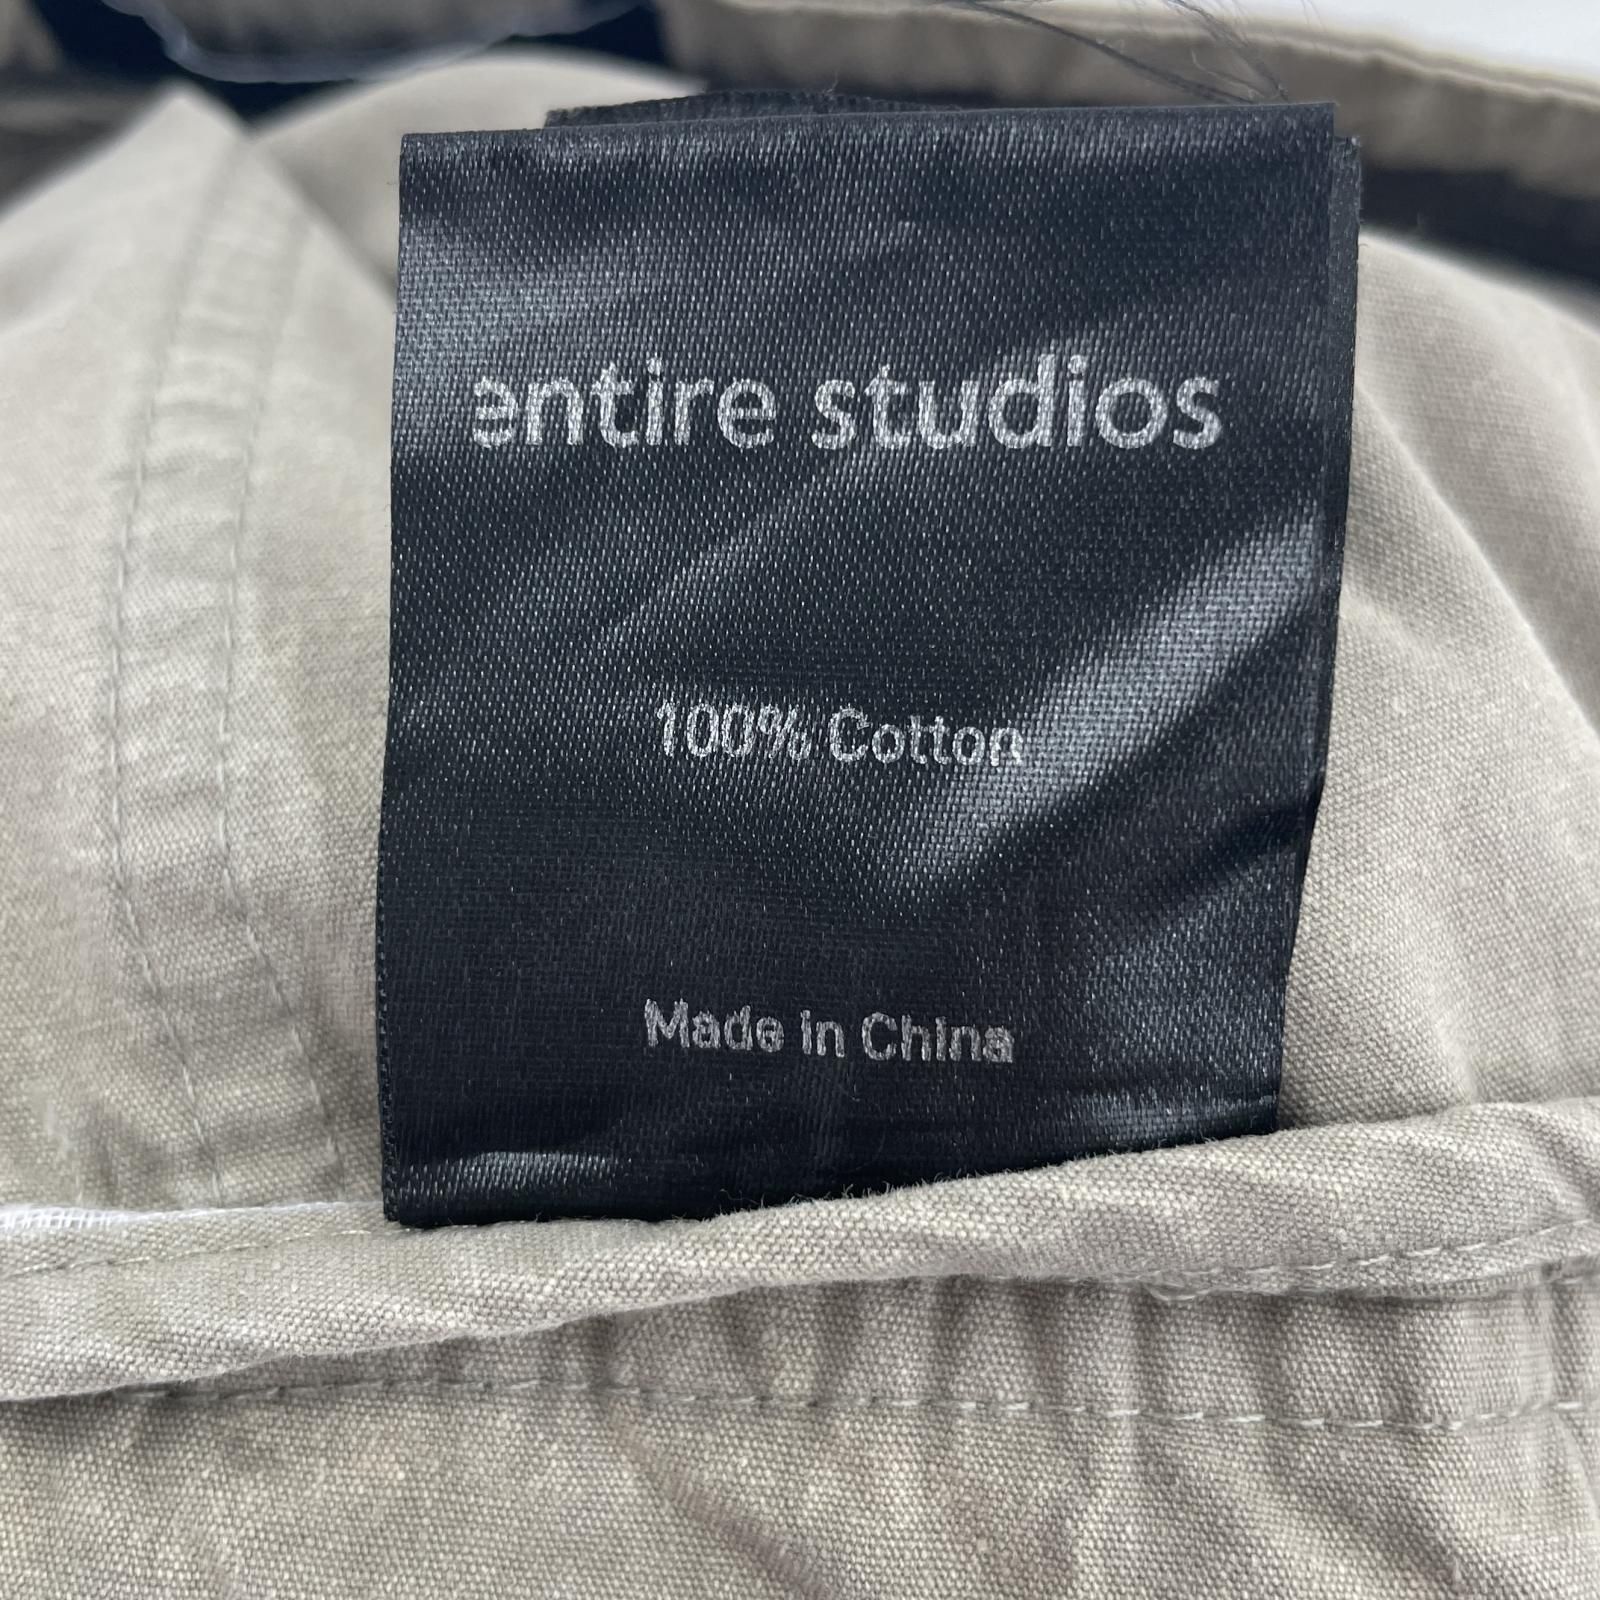 entire studios
100% Cotton
Made in China